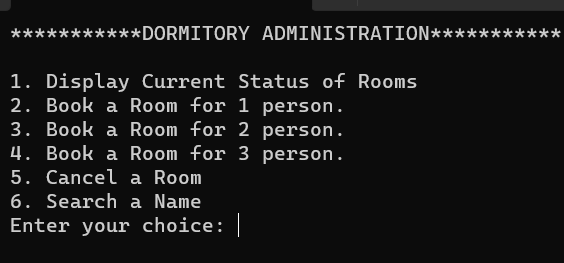 ***********DORMITORY ADMINISTRATION***********
1. Display Current Status of Rooms
2. Book a Room for 1 person.
3. Book a Room for 2 person.
4. Book a Room for 3 person.
5. Cancel a Room
6. Search a Name
Enter your choice: